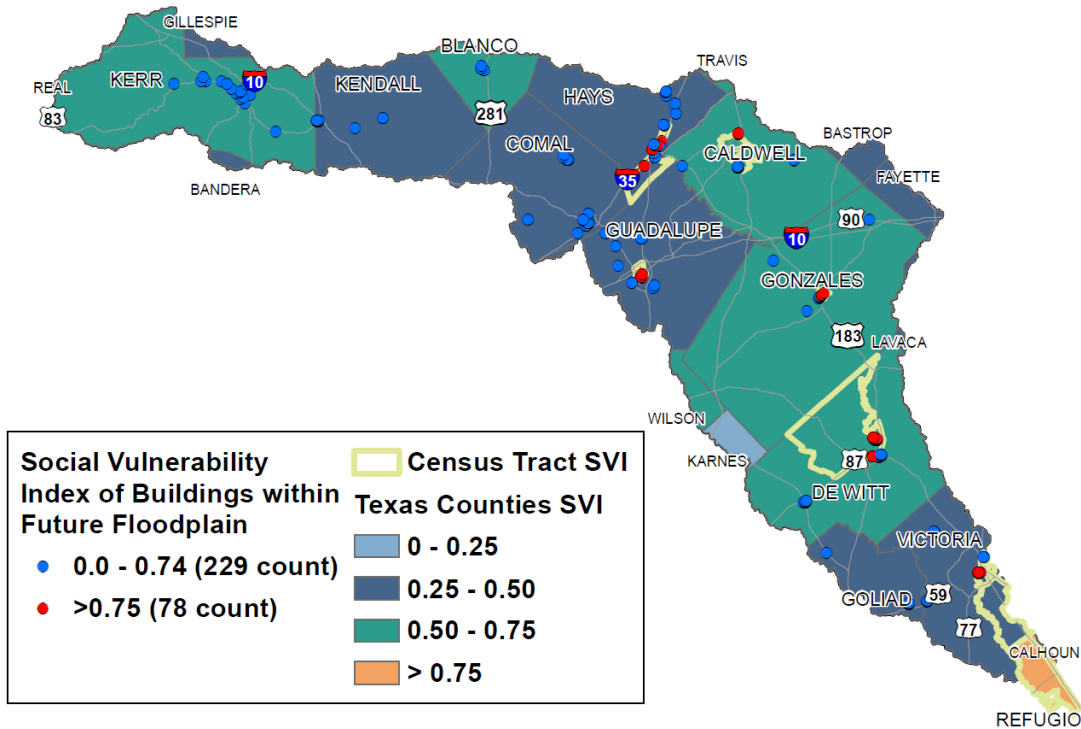 GILLESPIE
BLANCO
TRAVIS
REAL
KERR
10
KENDALL
HAYS
83
281
BASTROP
COMAL
CALDWELL
FAYETTE
BANDERA
35
90
GUADALUPE
10
GONZALES
183
LAVACA
WILSON
KARNES
87
DE WITT
VICTORIA
GOLIAD
59
77
CALHOUN
REFUGIO
Social Vulnerability
Index of Buildings within
Future Floodplain
0.0 - 0.74 (229 count)
>0.75 (78 count)
Census Tract SVI
Texas Counties SVI
0 - 0.25
0.25 - 0.50
0.50 - 0.75
> 0.75